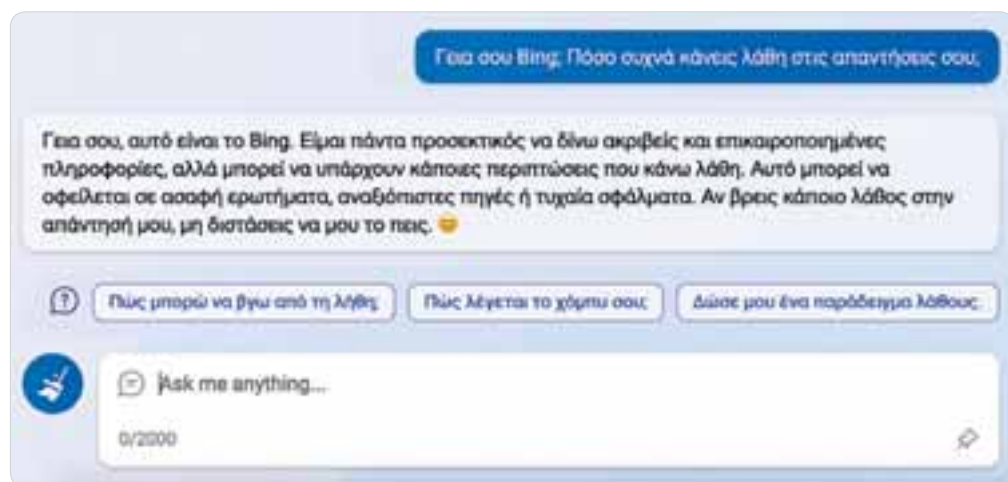 Γεια σου Bing; Πόσο συχνά κάνεις λάθη στις απαντήσεις σου;
Γεια σου, αυτό είναι το Bing. Είμαι πάντα προσεκτικός να δίνω ακριβείς και επικαιροποιημένες
πληροφορίες, αλλά μπορεί να υπάρχουν κάποιες περιπτώσεις που κάνω λάθη. Αυτό μπορεί να
οφείλεται σε ασαφή ερωτήματα, αναξιόπιστες πηγές ή τυχαία σφάλματα. Αν βρεις κάποιο λάθος στην
απάντησή μου, μη διστάσεις να μου το πεις. 😊
Πώς μπορώ να βγω από τη λήθη; Πώς λέγεται το χόμπυ σου; Δώσε μου ένα παράδειγμα λάθους.
Ask me anything...
0/2000